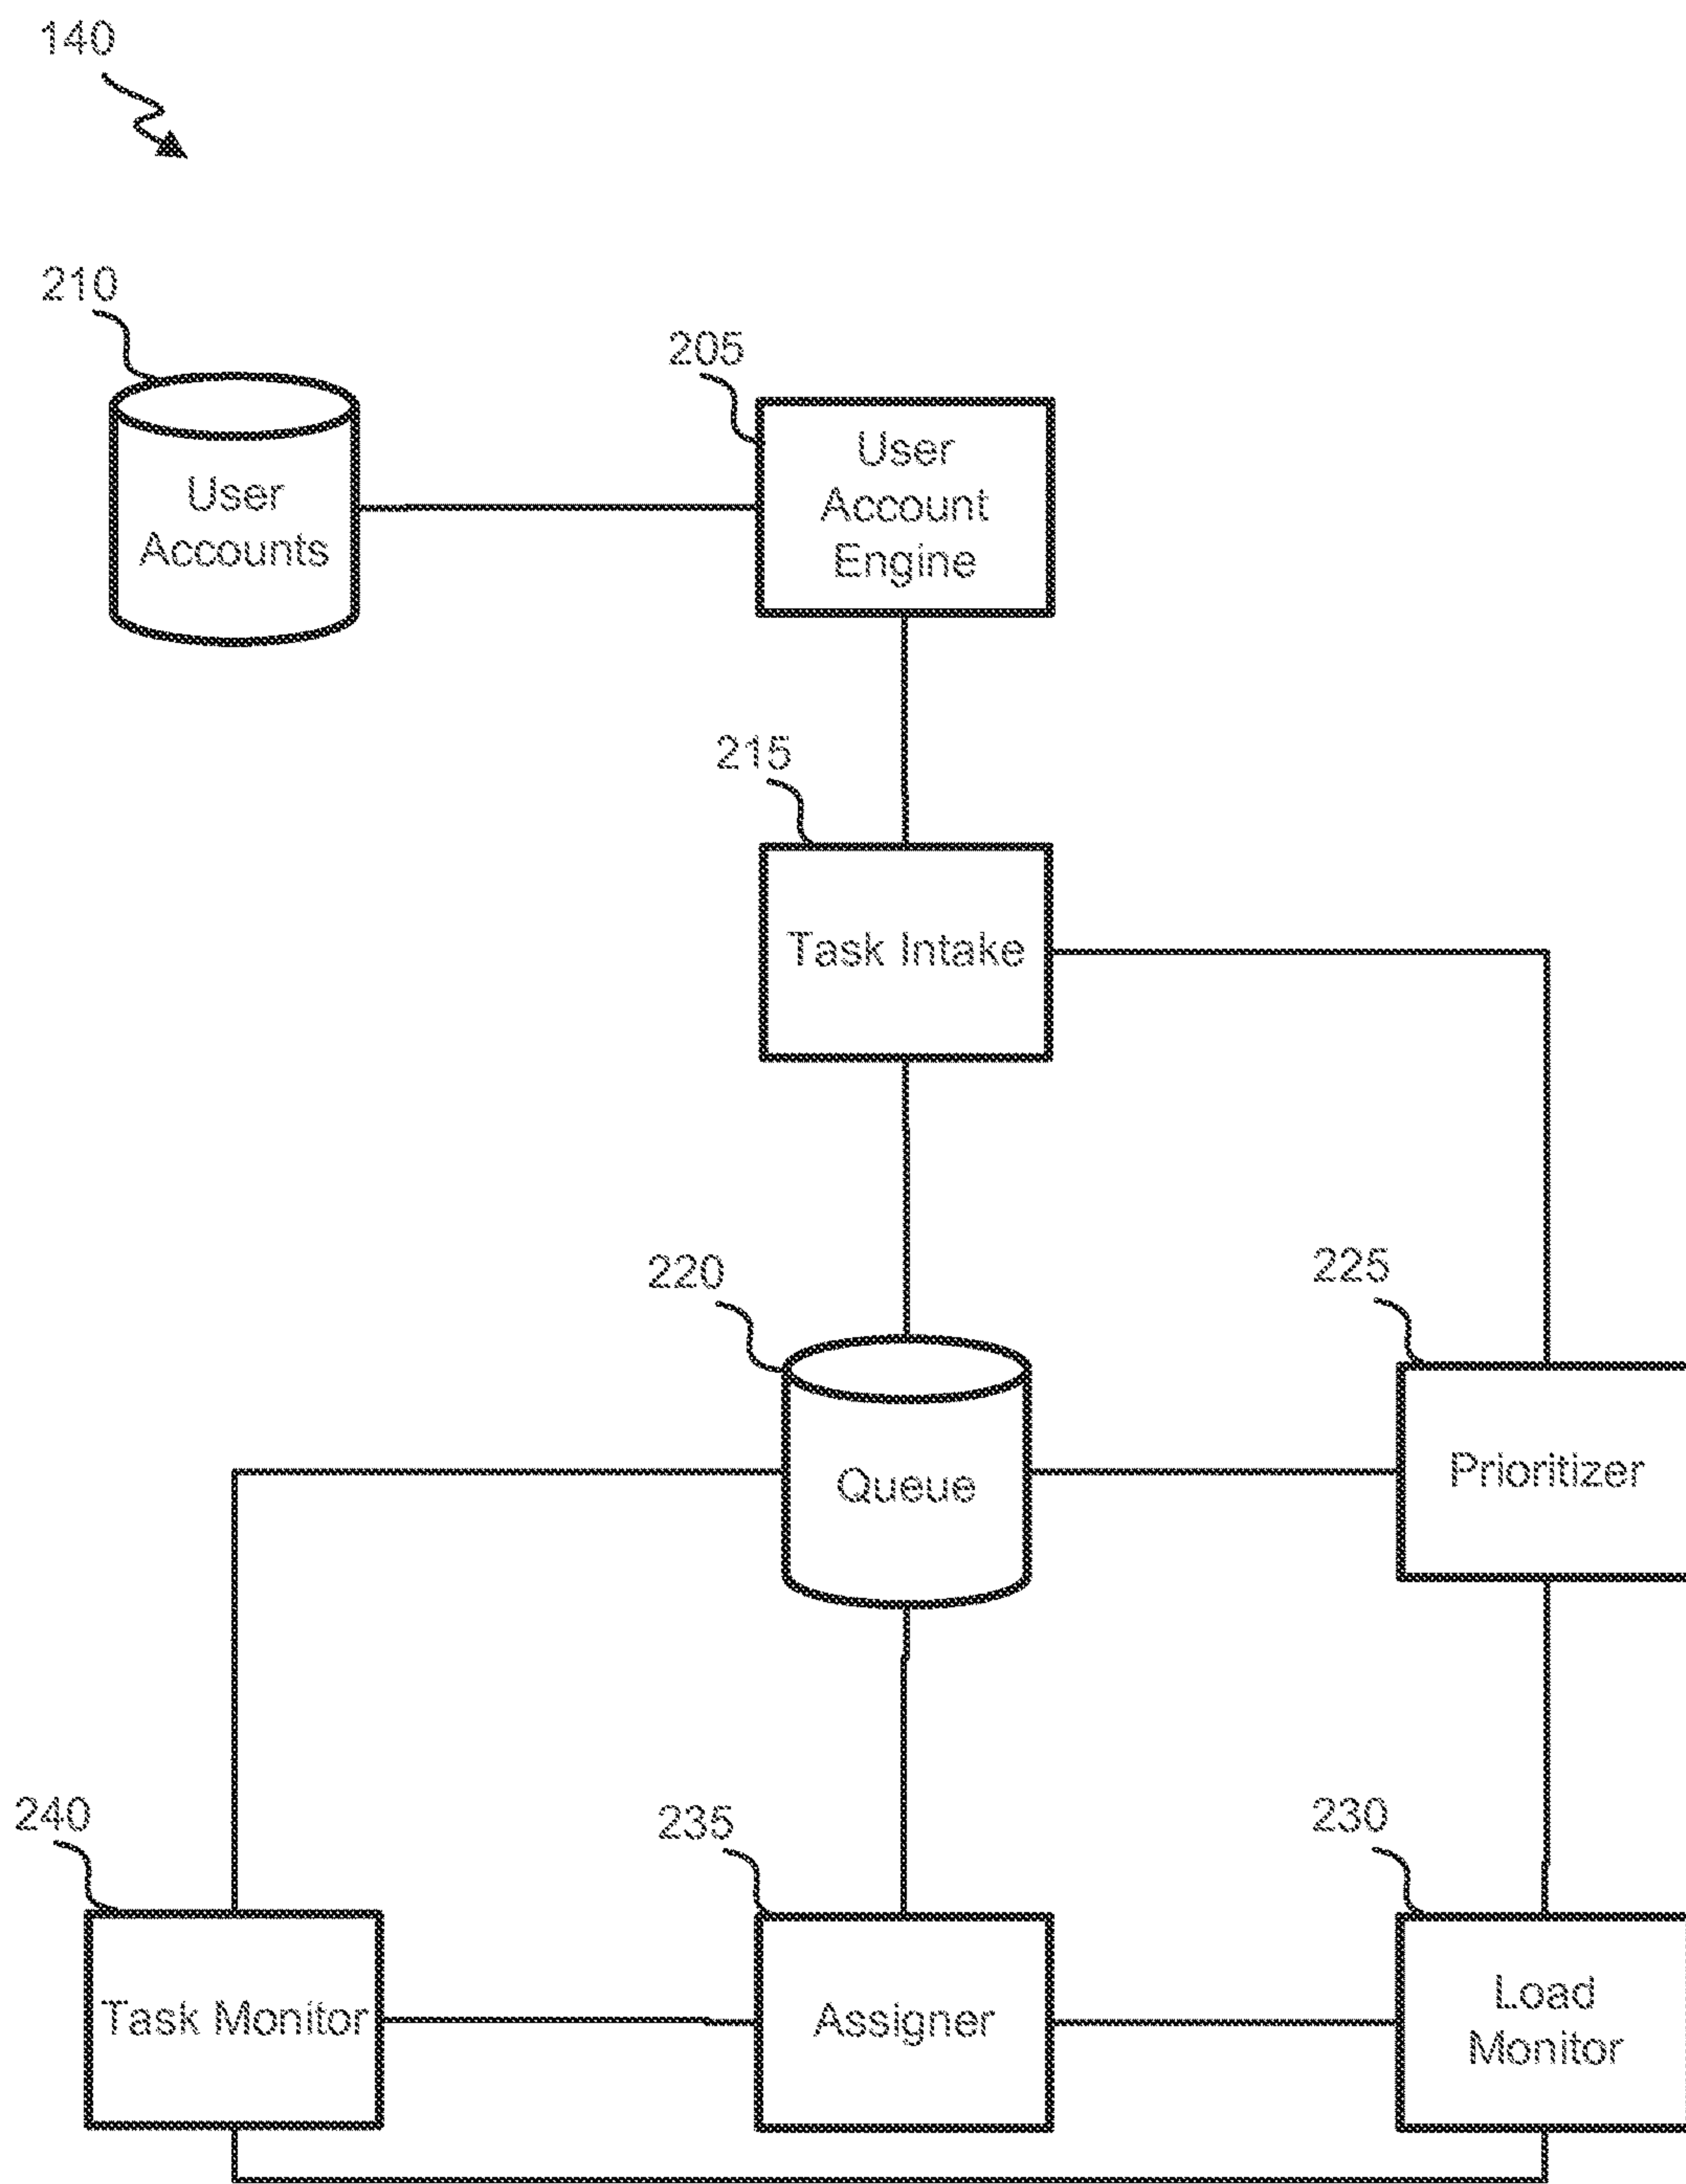 140
210
205
User
Account
Engine
User
Accounts
215
Task Intake
220
225
Queue
Prioritizer
240
235
230
Task Monitor
Assigner
Load
Monitor